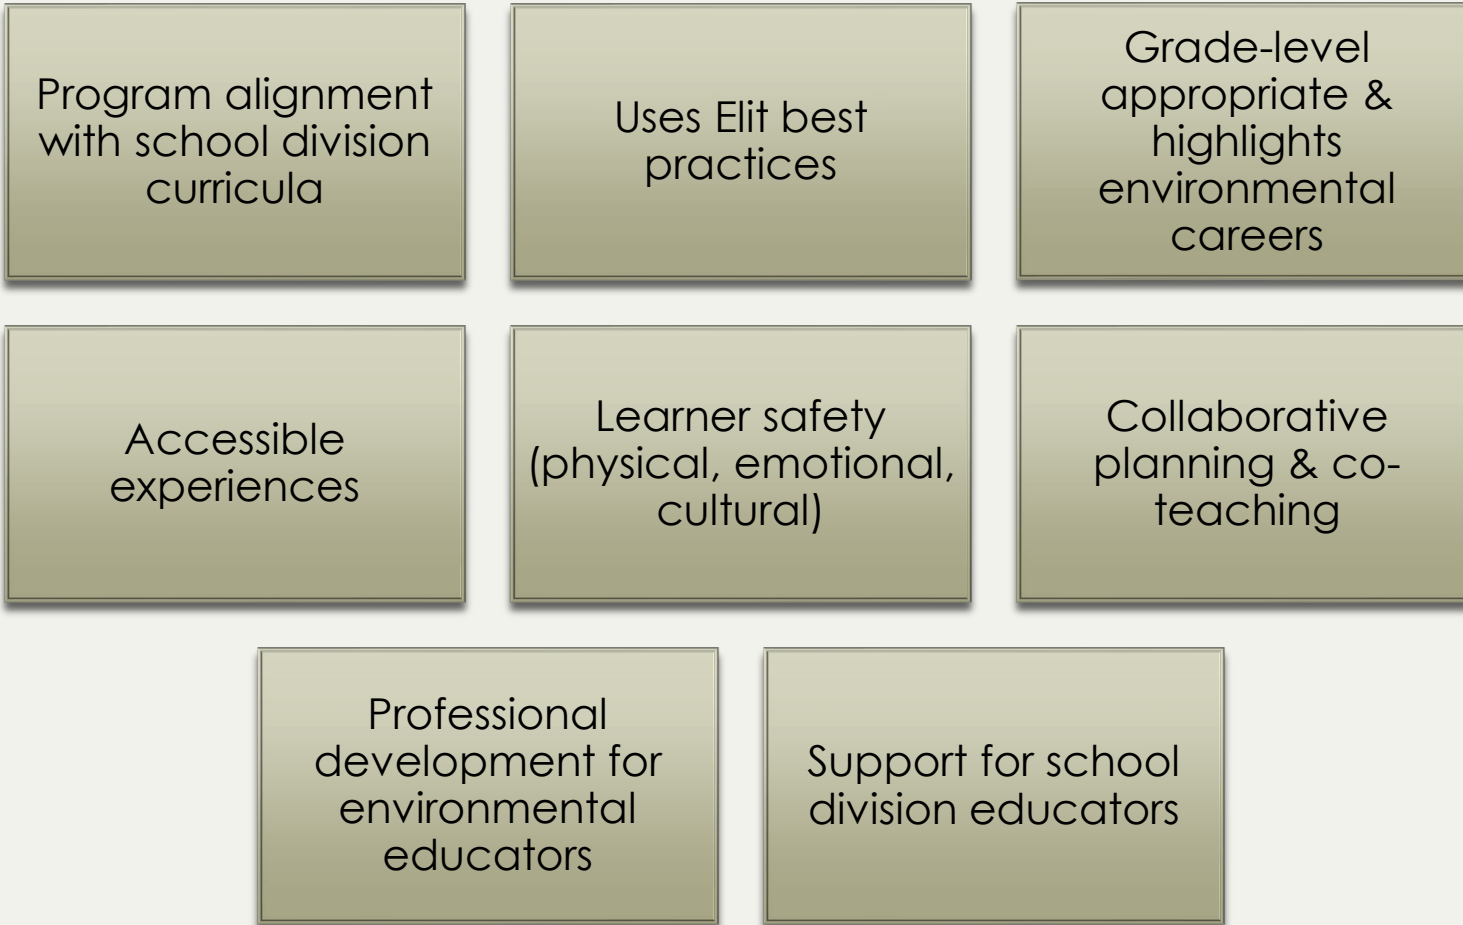 Program alignment
with school division
curricula
Uses Elit best
practices
Grade-level
appropriate &
highlights
environmental
careers
Accessible
experiences
Learner safety
(physical, emotional,
cultural)
Collaborative
planning & co-
teaching
Professional
development for
environmental
educators
Support for school
division educators